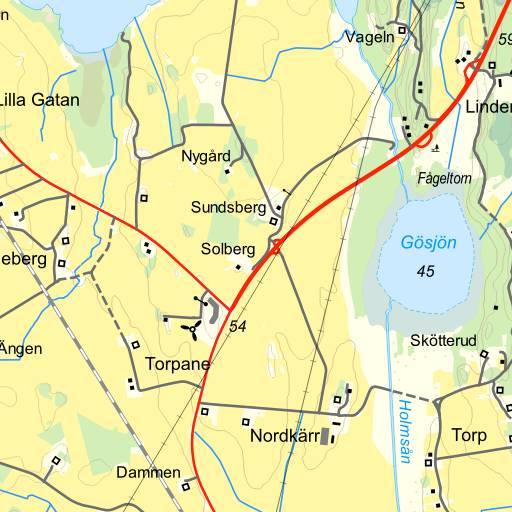 n
Vageln
59
Lilla Gatan
Linder
Nygård
Fågeltorn
Sundsberg
Gösjön
Solberg
eberg
45
54
Skötterud
Ängen
Torpane
Holmsån
Nordkärr
Torp
Dammen